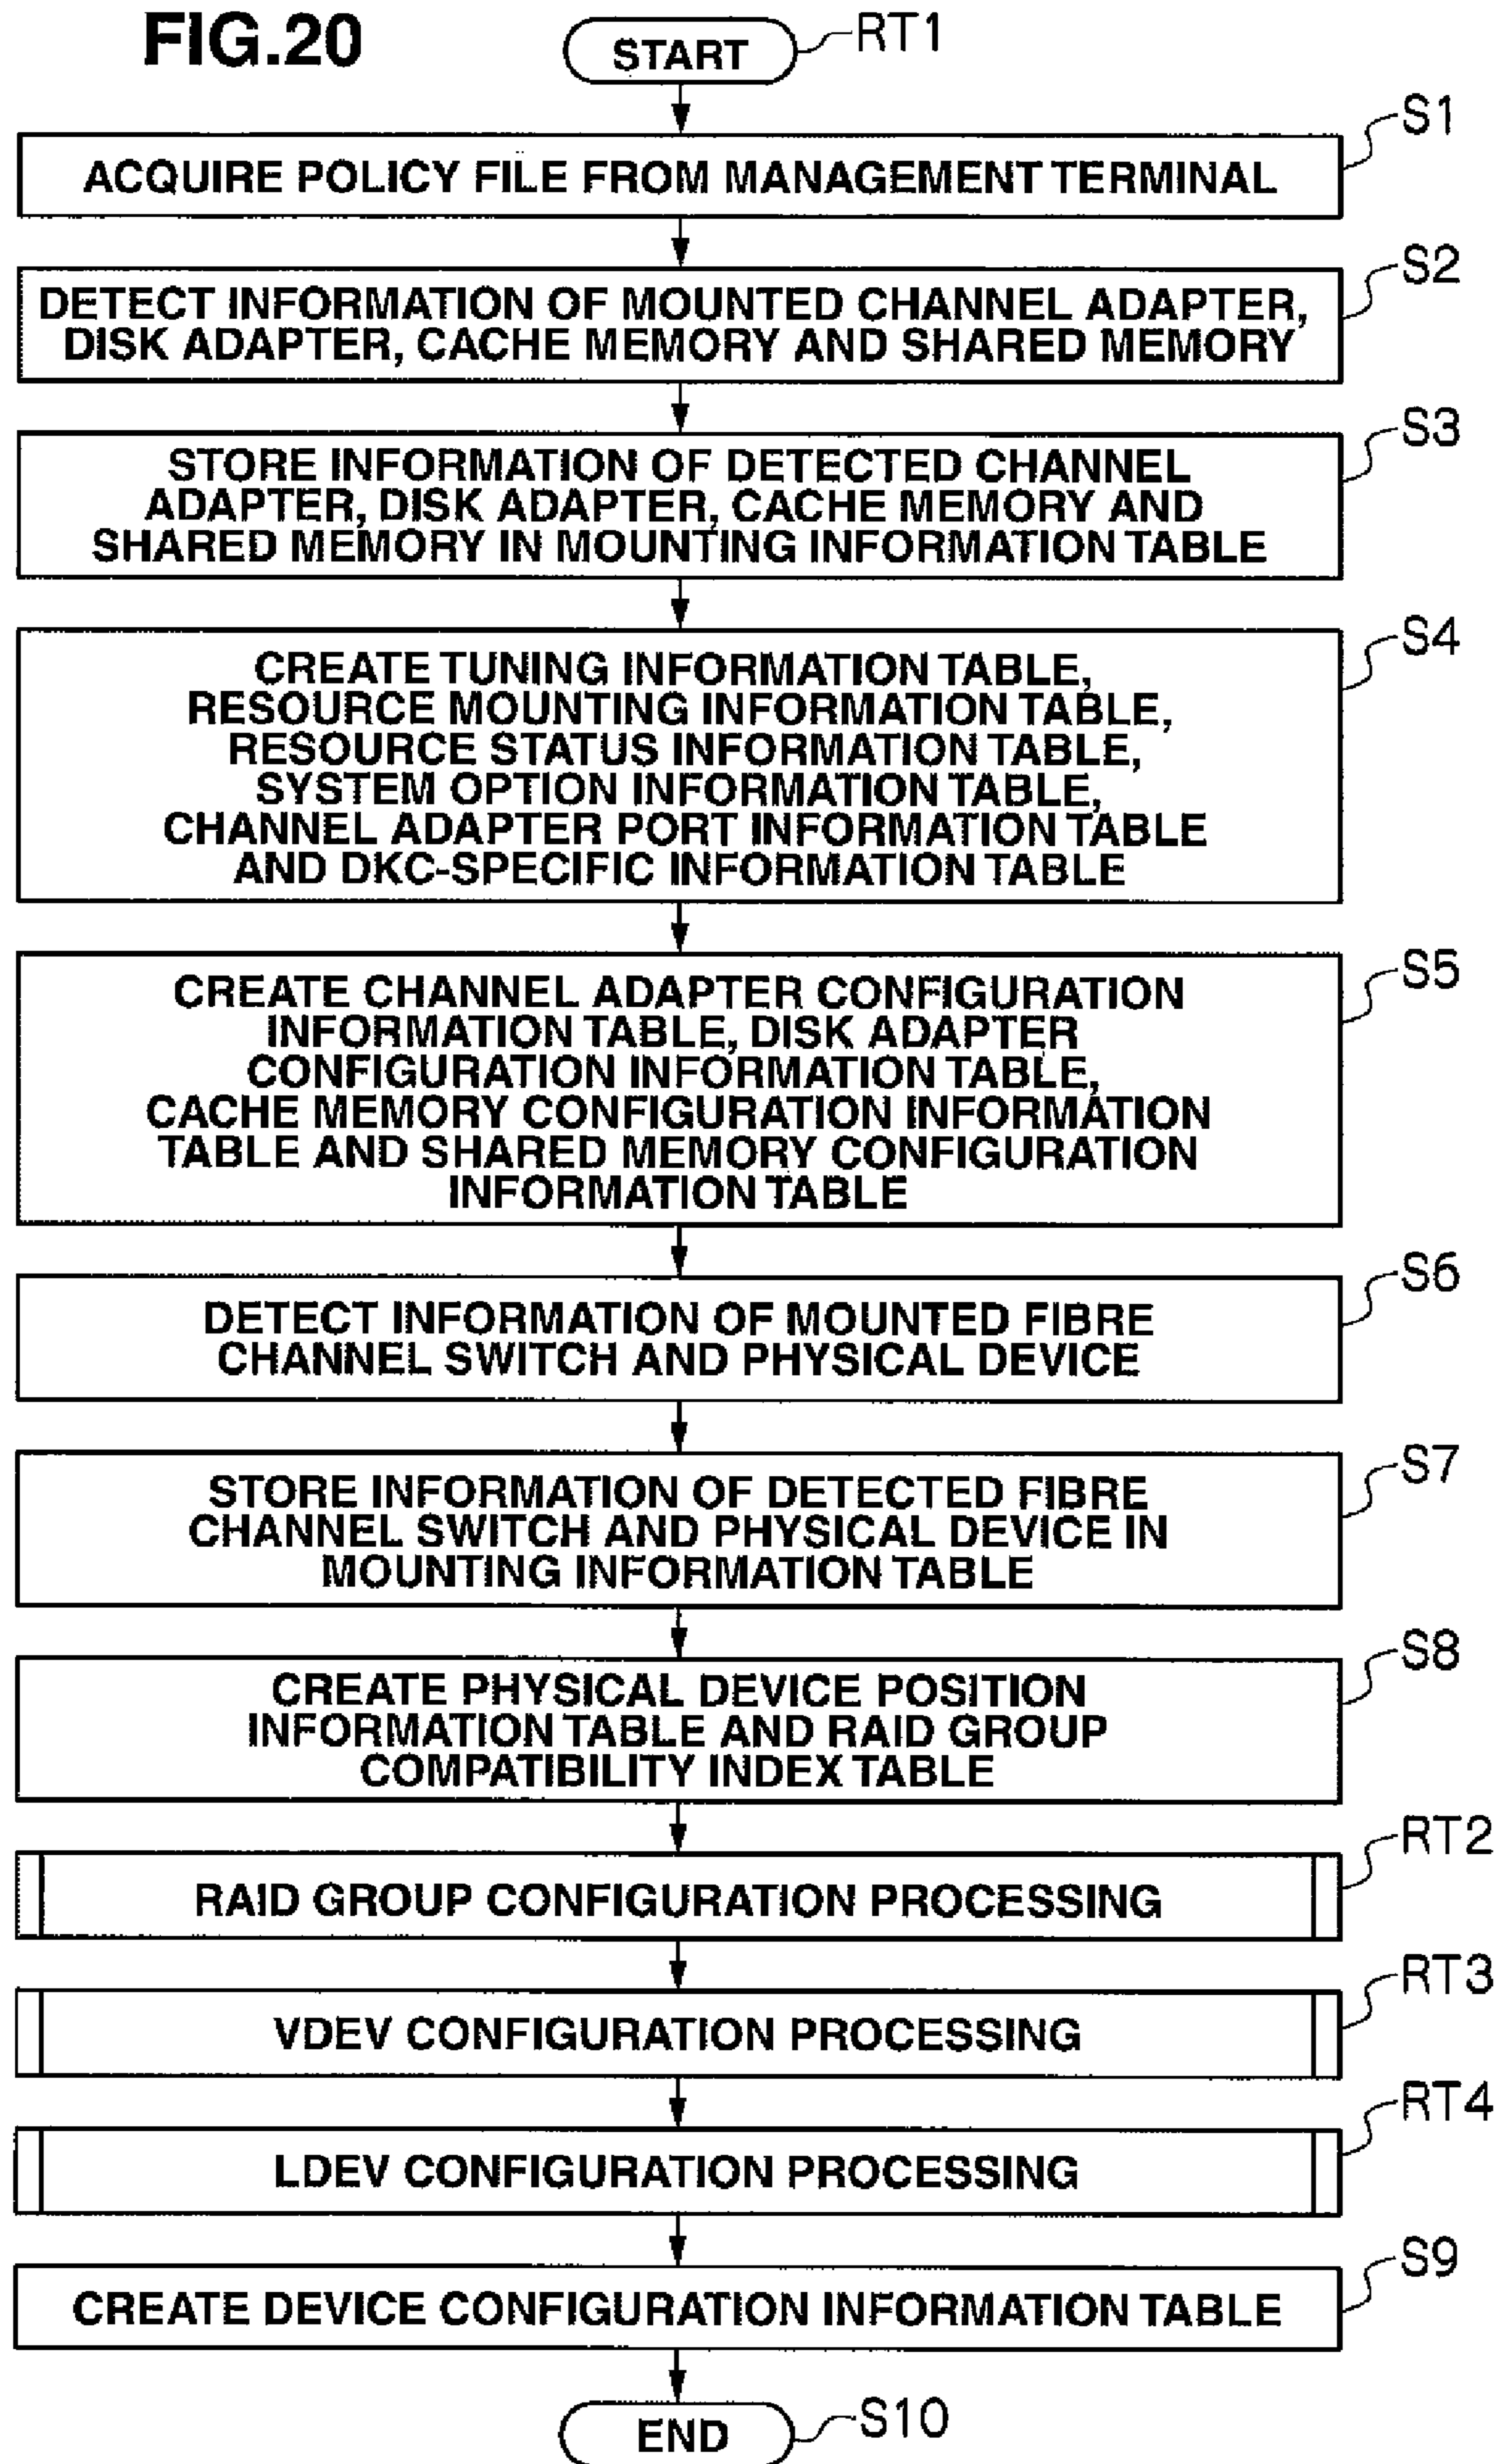 FIG.20
START
RT1
S1
ACQUIRE POLICY FILE FROM MANAGEMENT TERMINAL
S2
DETECT INFORMATION OF MOUNTED CHANNEL ADAPTER,
DISK ADAPTER, CACHE MEMORY AND SHARED MEMORY
S3
STORE INFORMATION OF DETECTED CHANNEL
ADAPTER, DISK ADAPTER, CACHE MEMORY AND
SHARED MEMORY IN MOUNTING INFORMATION TABLE
S4
CREATE TUNING INFORMATION TABLE,
RESOURCE MOUNTING INFORMATION TABLE,
RESOURCE STATUS INFORMATION TABLE,
SYSTEM OPTION INFORMATION TABLE,
CHANNEL ADAPTER PORT INFORMATION TABLE
AND DKC-SPECIFIC INFORMATION TABLE
S5
CREATE CHANNEL ADAPTER CONFIGURATION
INFORMATION TABLE, DISK ADAPTER
CONFIGURATION INFORMATION TABLE,
CACHE MEMORY CONFIGURATION INFORMATION
TABLE AND SHARED MEMORY CONFIGURATION
INFORMATION TABLE
S6
DETECT INFORMATION OF MOUNTED FIBRE
CHANNEL SWITCH AND PHYSICAL DEVICE
S7
STORE INFORMATION OF DETECTED FIBRE
CHANNEL SWITCH AND PHYSICAL DEVICE IN
MOUNTING INFORMATION TABLE
S8
CREATE PHYSICAL DEVICE POSITION
INFORMATION TABLE AND RAID GROUP
COMPATIBILITY INDEX TABLE
RT2
RAID GROUP CONFIGURATION PROCESSING
RT3
VDEV CONFIGURATION PROCESSING
RT4
LDEV CONFIGURATION PROCESSING
S9
CREATE DEVICE CONFIGURATION INFORMATION TABLE
END
S10